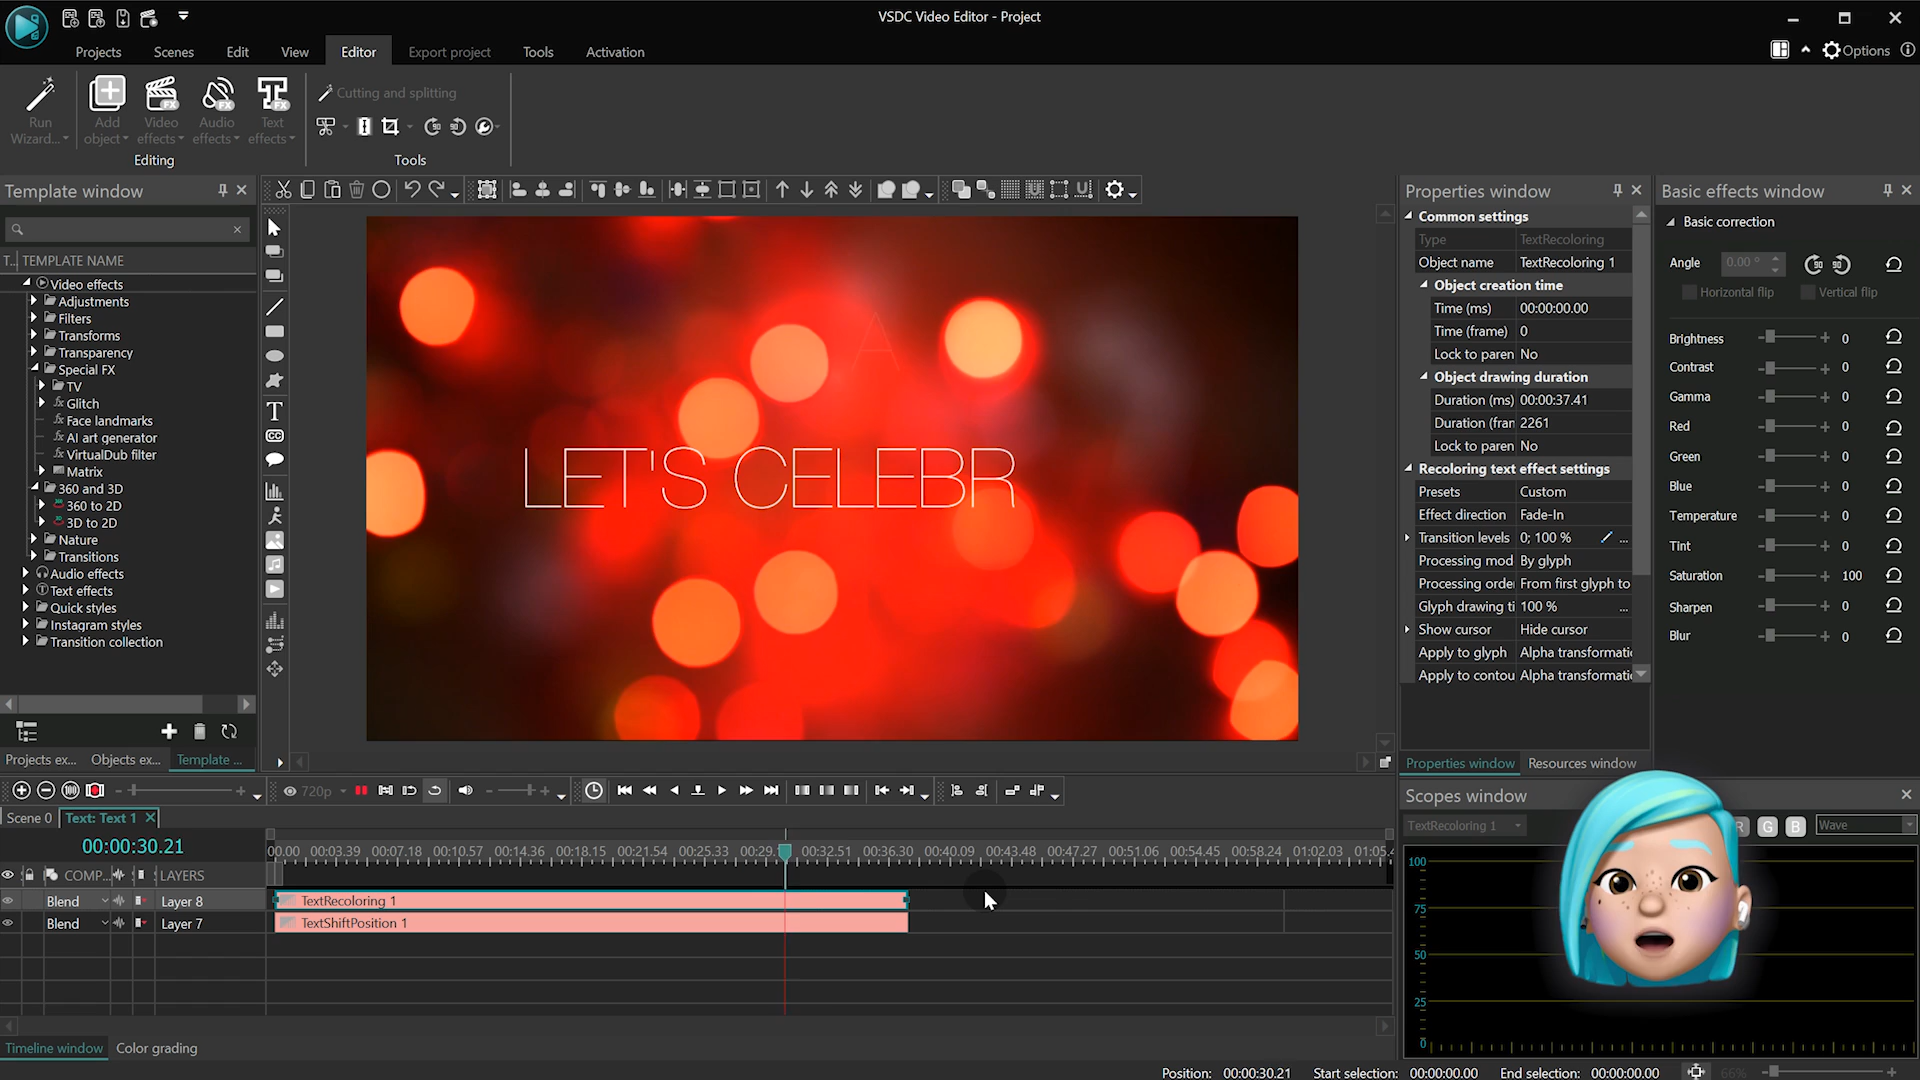 VSDC Video Editor - Project
Projects
Scenes
Edit
View
Editor
Export project
Tools
Activation
Options
Run
Wizard...
Add
object
Video
effects
Audio
effects
Text
effects
Editing
Cutting and splitting
Tools
Template window
T...
TEMPLATE NAME
Video effects
Adjustments
Filters
Transforms
Transparency
Special FX
TV
Glitch
Face landmarks
AI art generator
VirtualDub filter
Matrix
360 and 3D
360 to 2D
3D to 2D
Nature
Transitions
Audio effects
Text effects
Quick styles
Instagram styles
Transition collection
Projects ex...
Objects ex...
Template ...
A
LET'S CELEBR
Properties window
Common settings
Type TextRecoloring
Object name TextRecoloring 1
Object creation time
Time (ms) 00:00:00.00
Time (frame) 0
Lock to paren No
Object drawing duration
Duration (ms) 00:00:37.41
Duration (fran 2261
Lock to paren No
Recoloring text effect settings
Presets Custom
Effect direction Fade-In
Transition levels 0; 100 % ...
Processing mod By glyph
Processing orde From first glyph to
Glyph drawing ti 100 % ...
Show cursor Hide cursor
Apply to glyph Alpha transformatio
Apply to contou Alpha transformatio
Properties window
Resources window
Basic effects window
Basic correction
Angle 0.00 °
Horizontal flip
Vertical flip
Brightness 0
Contrast 0
Gamma 0
Red 0
Green 0
Blue 0
Temperature 0
Tint 0
Saturation 100
Sharpen 0
Blur 0
720p
Scene 0
Text: Text 1
00:00:30.21
00.00 00:03.39 00:07.18 00:10.57 00:14.36 00:18.15 00:21.54 00:25.33 00:29. 00:32.51 00:36.30 00:40.09 00:43.48 00:47.27 00:51.06 00:54.45 00:58.24 01:02.03 01:05.4
COMP...
LAYERS
Blend Layer 8 TextRecoloring 1
Blend Layer 7 TextShiftPosition 1
Scopes window
TextRecoloring 1
R G B
Wave
100
75
50
25
0
Timeline window
Color grading
Position: 00:00:30.21
Start selection: 00:00:00.00
End selection: 00:00:00.00
66%